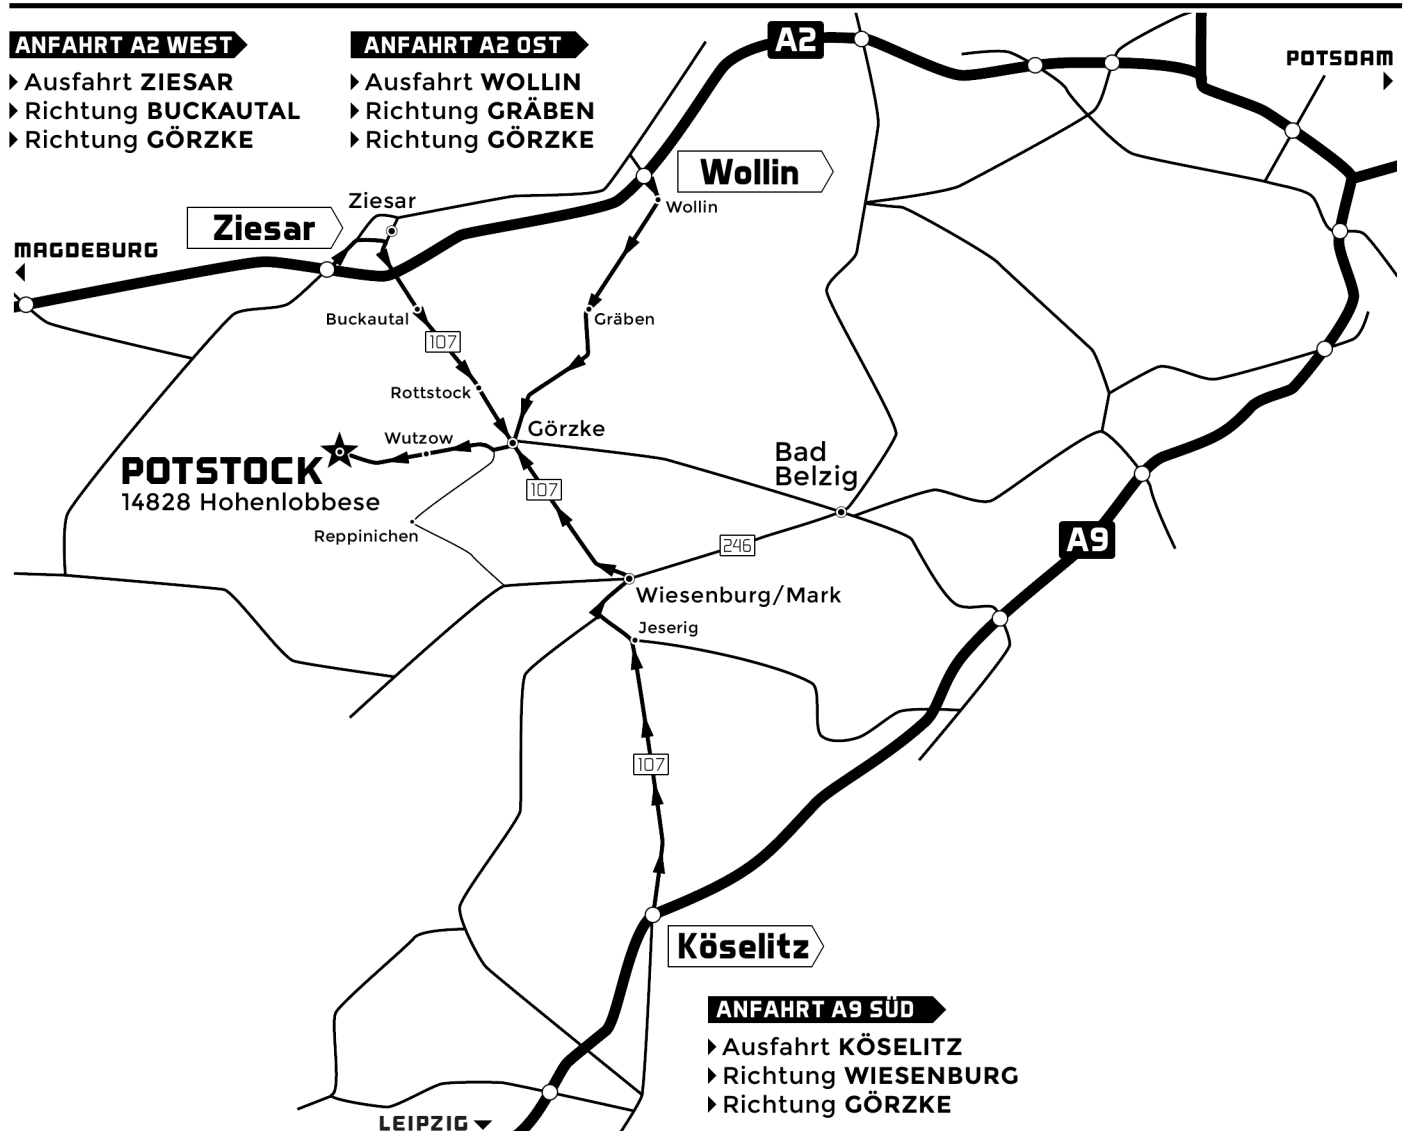 ANFAHRT A2 WEST
Ausfahrt ZIESAR
Richtung BUCKAUTAL
Richtung GÖRZKE
ANFAHRT A2 OST
Ausfahrt WOLLIN
Richtung GRÄBEN
Richtung GÖRZKE
A2
POTSDAM
Wollin
Wollin
Ziesar
Ziesar
MAGDEBURG
Buckautal
107
Gräben
Rottstock
Görzke
Wutzow
POTSTOCK
14828 Hohenlobbese
Reppinichen
107
Bad
Belzig
246
A9
Wiesenburg/Mark
Jeserig
107
Köselitz
ANFAHRT A9 SÜD
Ausfahrt KÖSELITZ
Richtung WIESENBURG
Richtung GÖRZKE
LEIPZIG